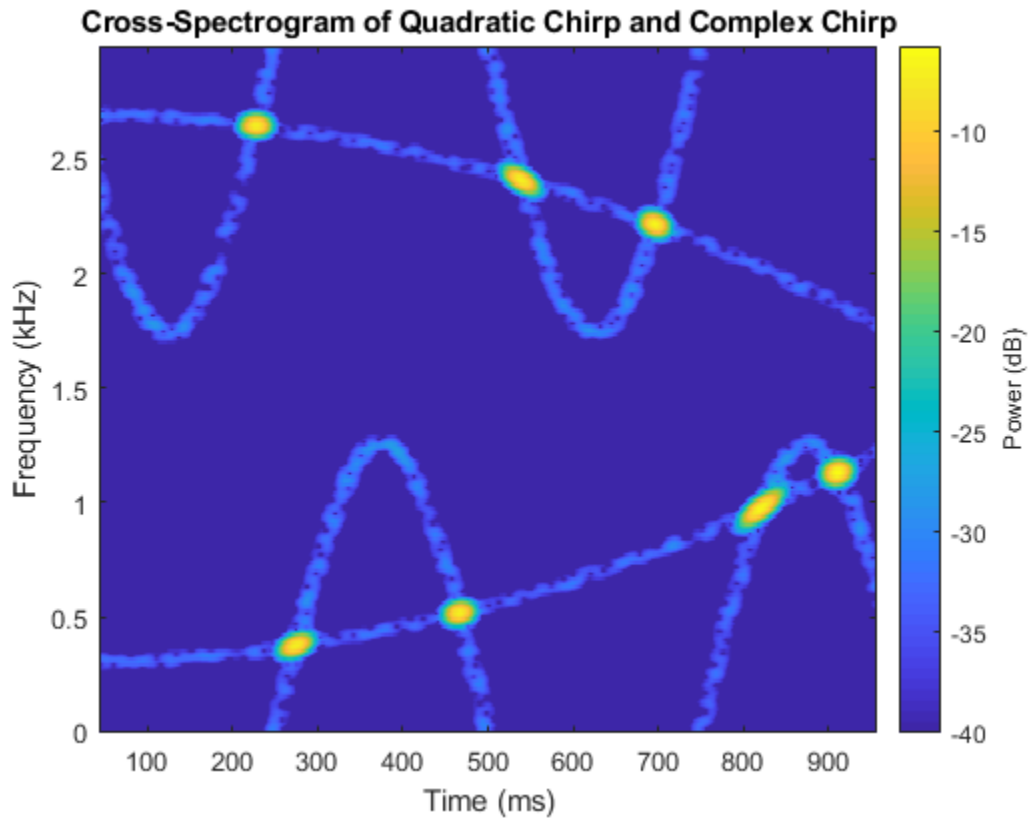 Cross-Spectrogram of Quadratic Chirp and Complex Chirp
Frequency (kHz)
2.5
2
1.5
1
0.5
0
100 200 300 400 500 600 700 800 900
Time (ms)
-10
-15
-20
-25
-30
-35
-40
Power (dB)